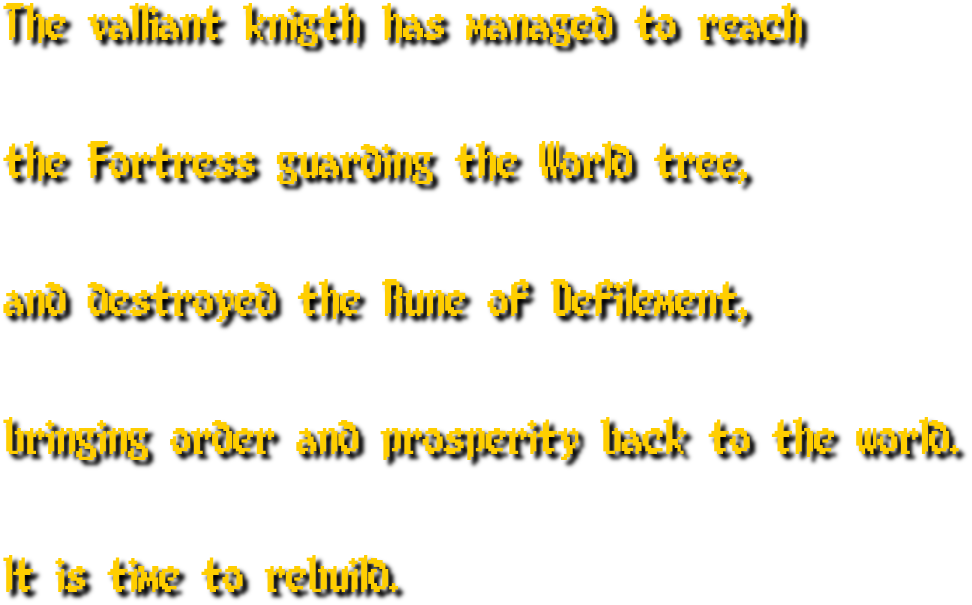 The valliant knigth has managed to reach
the Fortress guarding the World tree,
and destroyed the Rune of Defilement,
bringing order and prosperity back to the world.
It is time to rebuild.